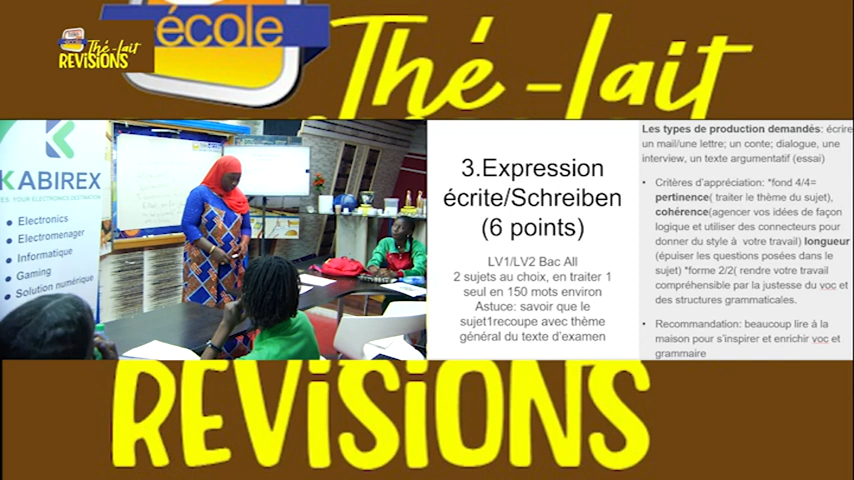 école
Thé-lait
REVISIONS
Thé-lait
KABIREX
YOUR ELECTRONICS DESTINATION
• Electronics
• Electromenager
• Informatique
• Gaming
• Solution numérique
3.Expression
écrite/Schreiben
(6 points)
LV1/LV2 Bac All
2 sujets au choix, en traiter 1
seul en 150 mots environ
Astuce: savoir que le
sujet1recoupe avec thème
général du texte d'examen
Les types de production demandés: écrire
un mail/une lettre; un conte; dialogue, une
interview, un texte argumentatif (essai)
• Critères d'appréciation: *fond 4/4=
pertinence( traiter le thème du sujet),
cohérence(agencer vos idées de façon
logique et utiliser des connecteurs pour
donner du style à votre travail) longueur
(épuiser les questions posées dans le
sujet) *forme 2/2( rendre votre travail
compréhensible par la justesse du voc et
des structures grammaticales.
• Recommandation: beaucoup lire à la
maison pour s'inspirer et enrichir voc et
grammaire
REVISIONS